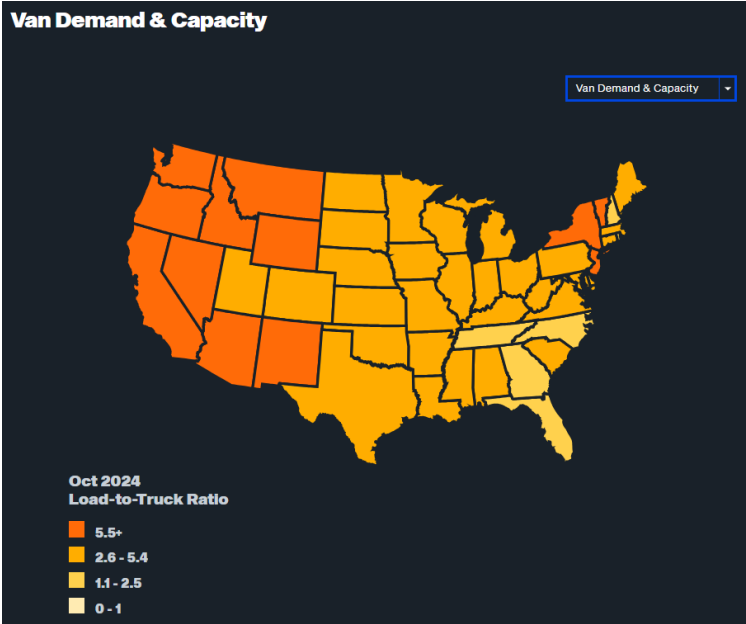 Van Demand & Capacity
Van Demand & Capacity
Oct 2024
Load-to-Truck Ratio
5.5+
2.6 - 5.4
1.1 - 2.5
0 - 1